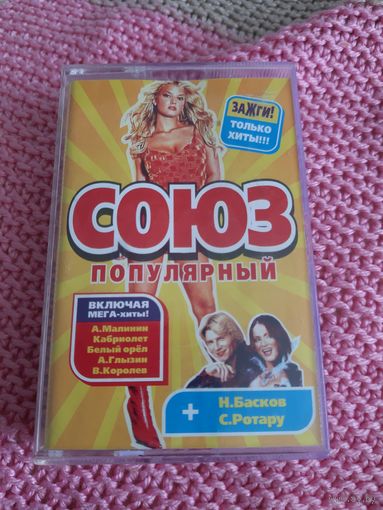 ЗАЖГИ!
ТОЛЬКО
ХИТЫ!!!
СОЮЗ
ПОПУЛЯРНЫЙ
ВКЛЮЧАЯ
МЕГА-ХИТЫ!
А.Малинин
Кабриолет
Белый орёл
А.Глызин
В.Королев
+
Н.Басков
С.Ротару